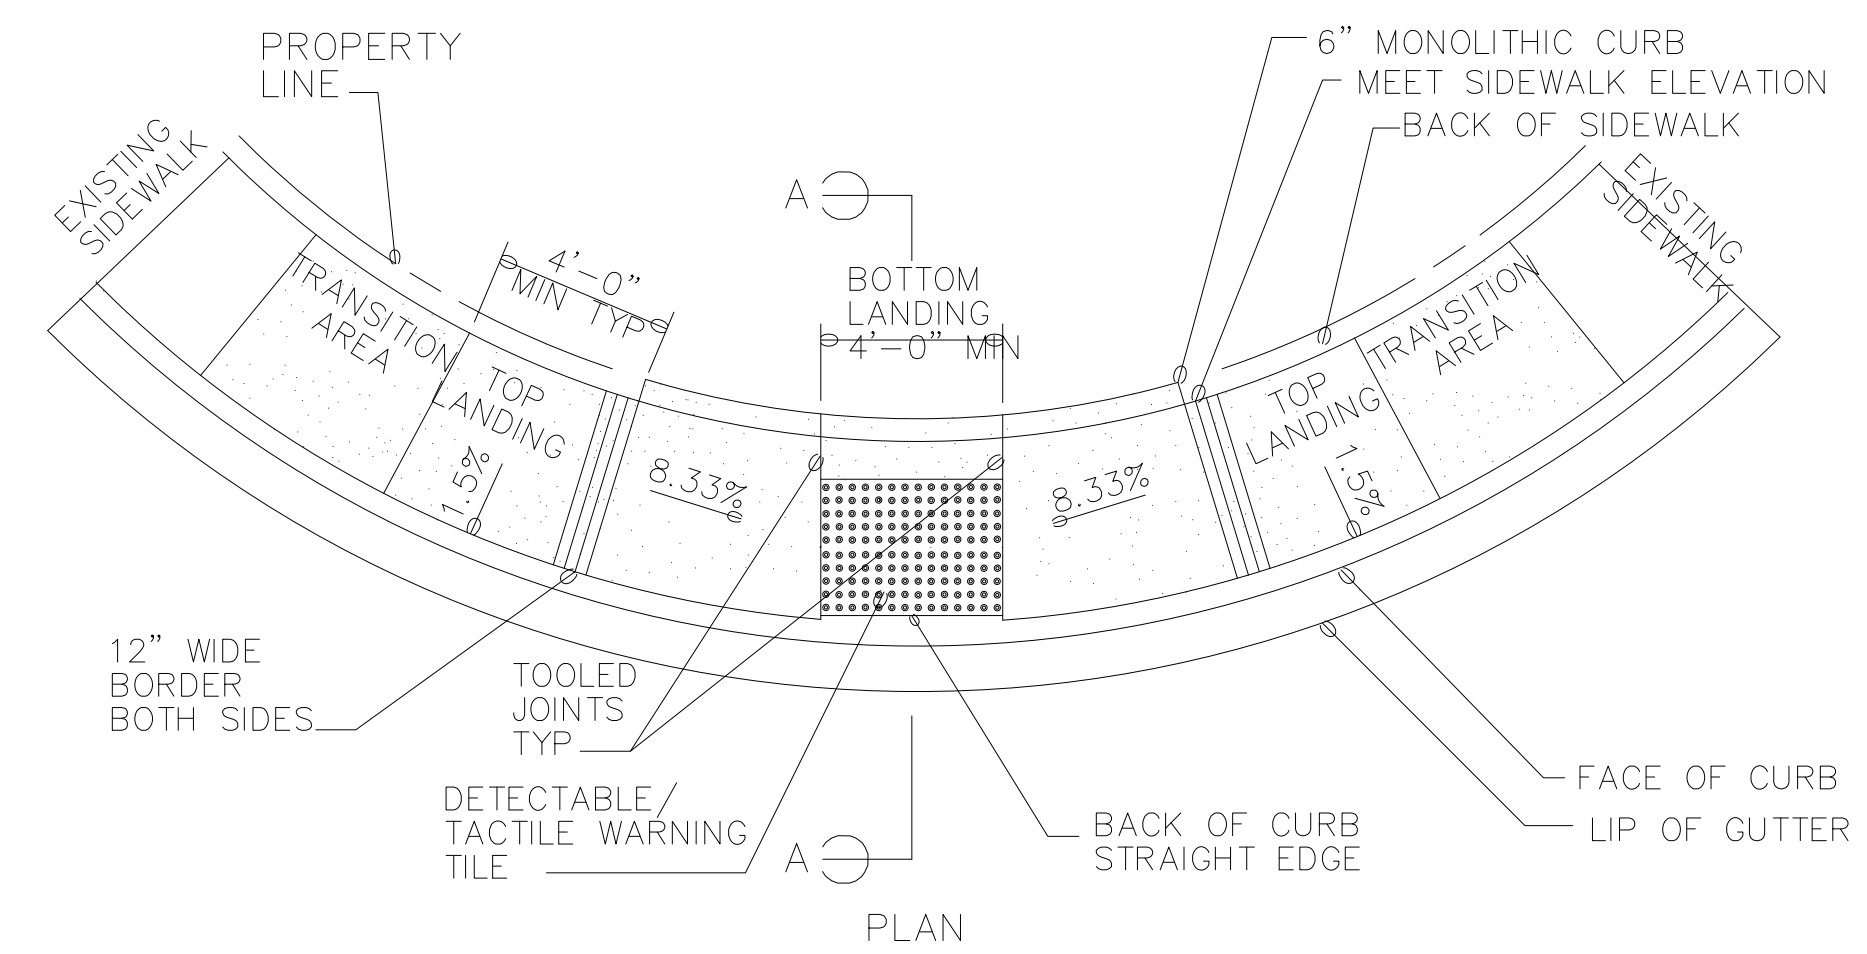 PROPERTY
LINE
6” MONOLITHIC CURB
MEET SIDEWALK ELEVATION
BACK OF SIDEWALK
EXISTING
SIDEWALK
EXISTING
SIDEWALK
A
4’-0”
MIN TYP
BOTTOM
LANDING
4’-0” MIN
TRANSITION
AREA
TRANSITION
AREA
TOP
LANDING
TOP
LANDING
1.5%
8.33%
8.33%
1.5%
12” WIDE
BORDER
BOTH SIDES
TOOLED
JOINTS
TYP
DETECTABLE/
TACTILE WARNING
TILE
A
BACK OF CURB
STRAIGHT EDGE
FACE OF CURB
LIP OF GUTTER
PLAN